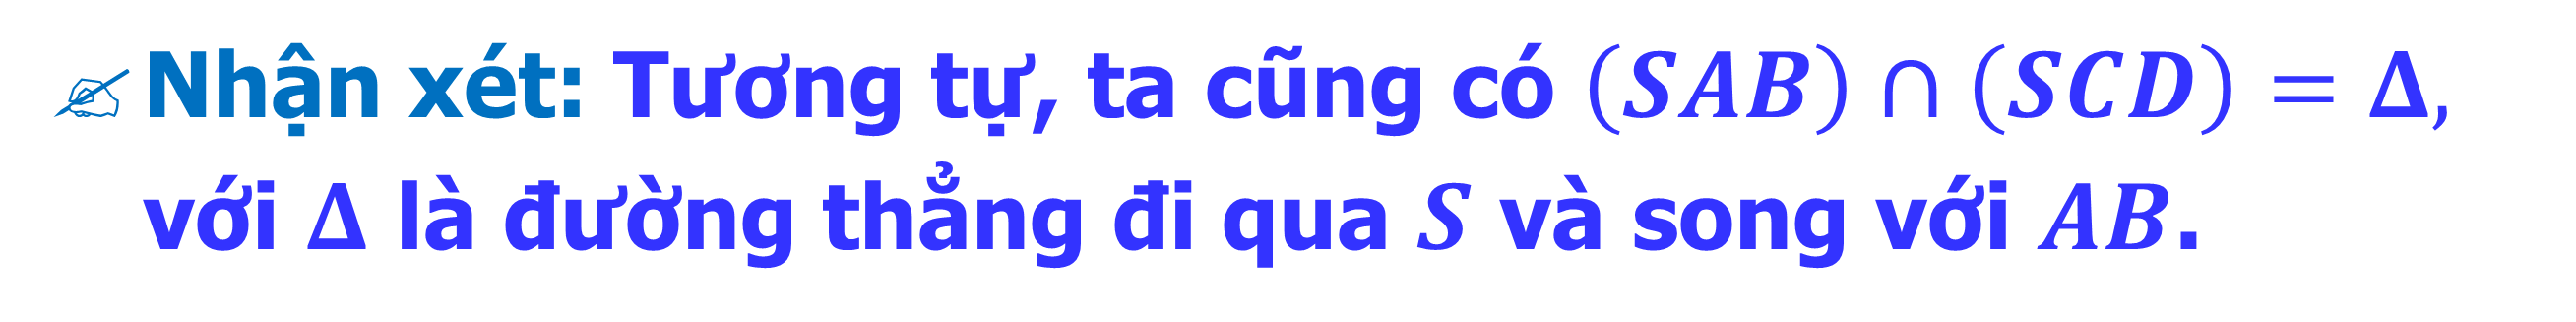 ✍ Nhận xét: Tương tự, ta cũng có (SAB) ∩ (SCD) = Δ,
với Δ là đường thẳng đi qua S và song với AB.